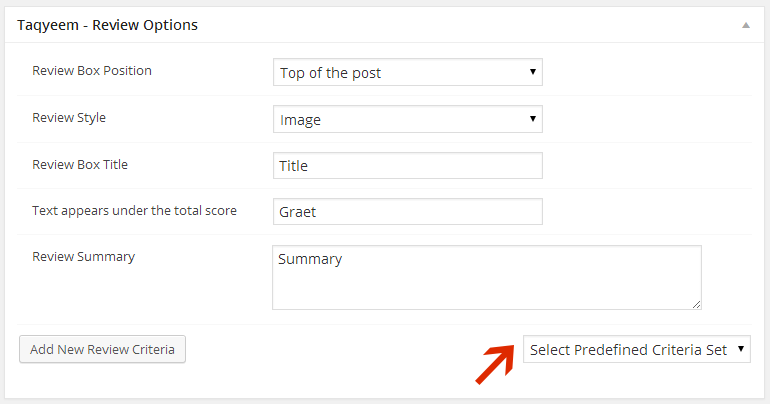 Taqyeem - Review Options
Review Box Position
Top of the post
Review Style
Image
Review Box Title
Title
Text appears under the total score
Graet
Review Summary
Summary
Add New Review Criteria
Select Predefined Criteria Set